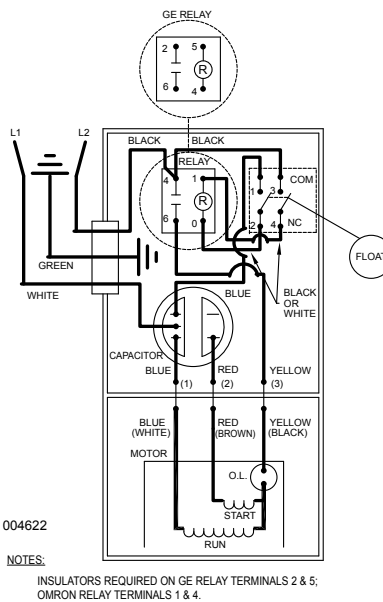 GE RELAY
2 5
R
6 4
L1 L2
BLACK BLACK
RELAY
4 1
COM
1 3
R
6 0
NC
2 4
FLOAT
GREEN
WHITE
BLUE
BLACK
OR
WHITE
CAPACITOR
BLUE RED YELLOW
(1) (2) (3)
BLUE RED YELLOW
(WHITE) (BROWN) (BLACK)
MOTOR
O.L.
START
RUN
004622
NOTES:
INSULATORS REQUIRED ON GE RELAY TERMINALS 2 & 5;
OMRON RELAY TERMINALS 1 & 4.